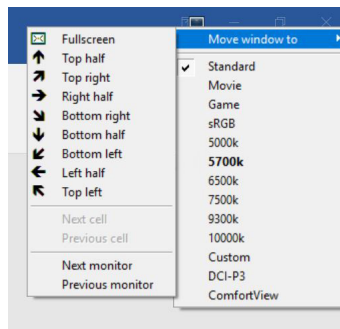 Fullscreen
Top half
Top right
Right half
Bottom right
Bottom half
Bottom left
Left half
Top left
Next cell
Previous cell
Next monitor
Previous monitor
Move window to
Standard
Movie
Game
sRGB
5000k
5700k
6500k
7500k
9300k
10000k
Custom
DCI-P3
ComfortView